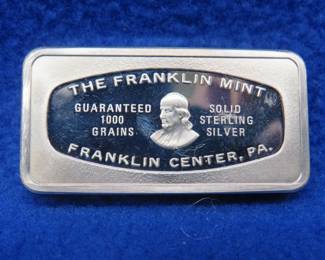 THE FRANKLIN MINT
GUARANTEED
1000
GRAINS
SOLID
STERLING
SILVER
FRANKLIN CENTER, PA.